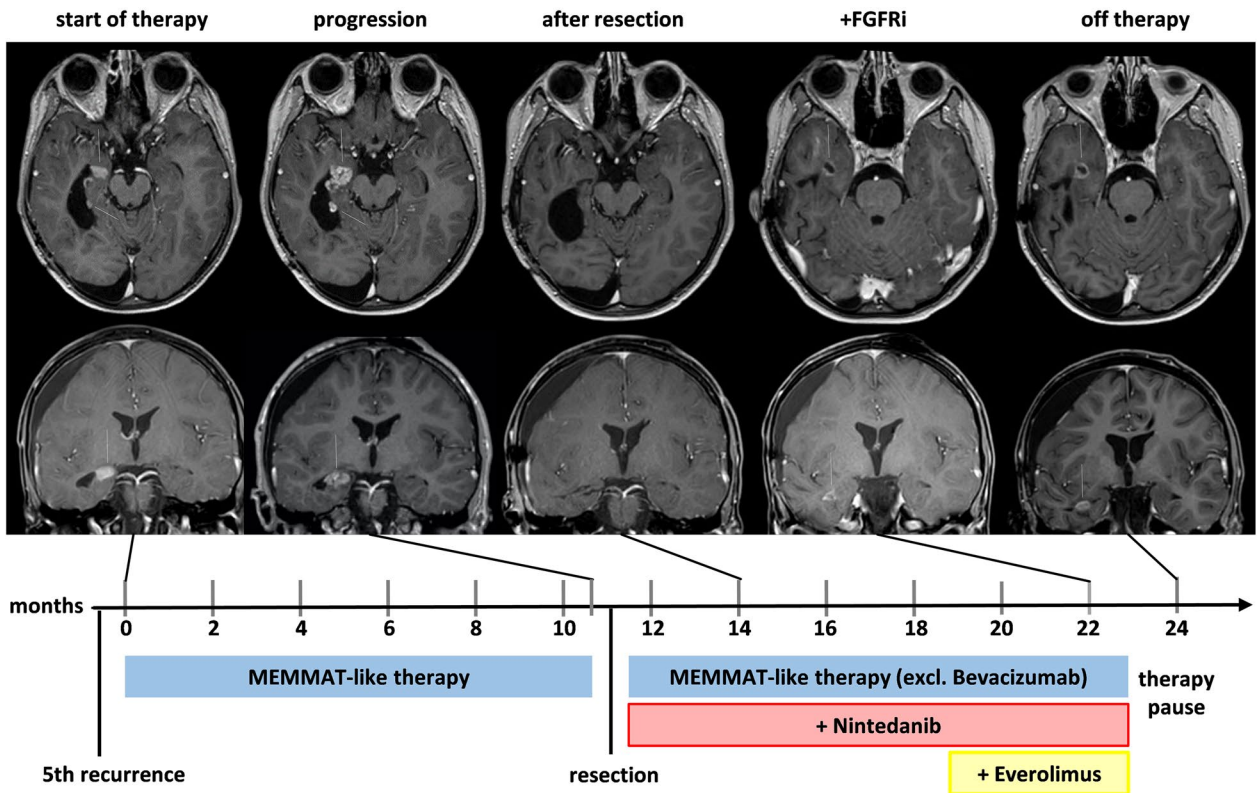 start of therapy
progression
after resection
+FGFRi
off therapy
months
0
2
4
6
8
10
12
14
16
18
20
22
24
MEMMAT-like therapy
MEMMAT-like therapy (excl. Bevacizumab)
therapy
pause
+ Nintedanib
+ Everolimus
5th recurrence
resection